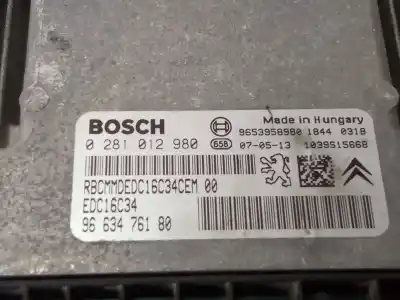 BOSCH
Made in Hungary
9653958980 1844 0318
0 281 012 980 658 07-05-13 1039S15668
RBCMMDEDC16C34CEM 00
EDC16C34
96 634 761 80